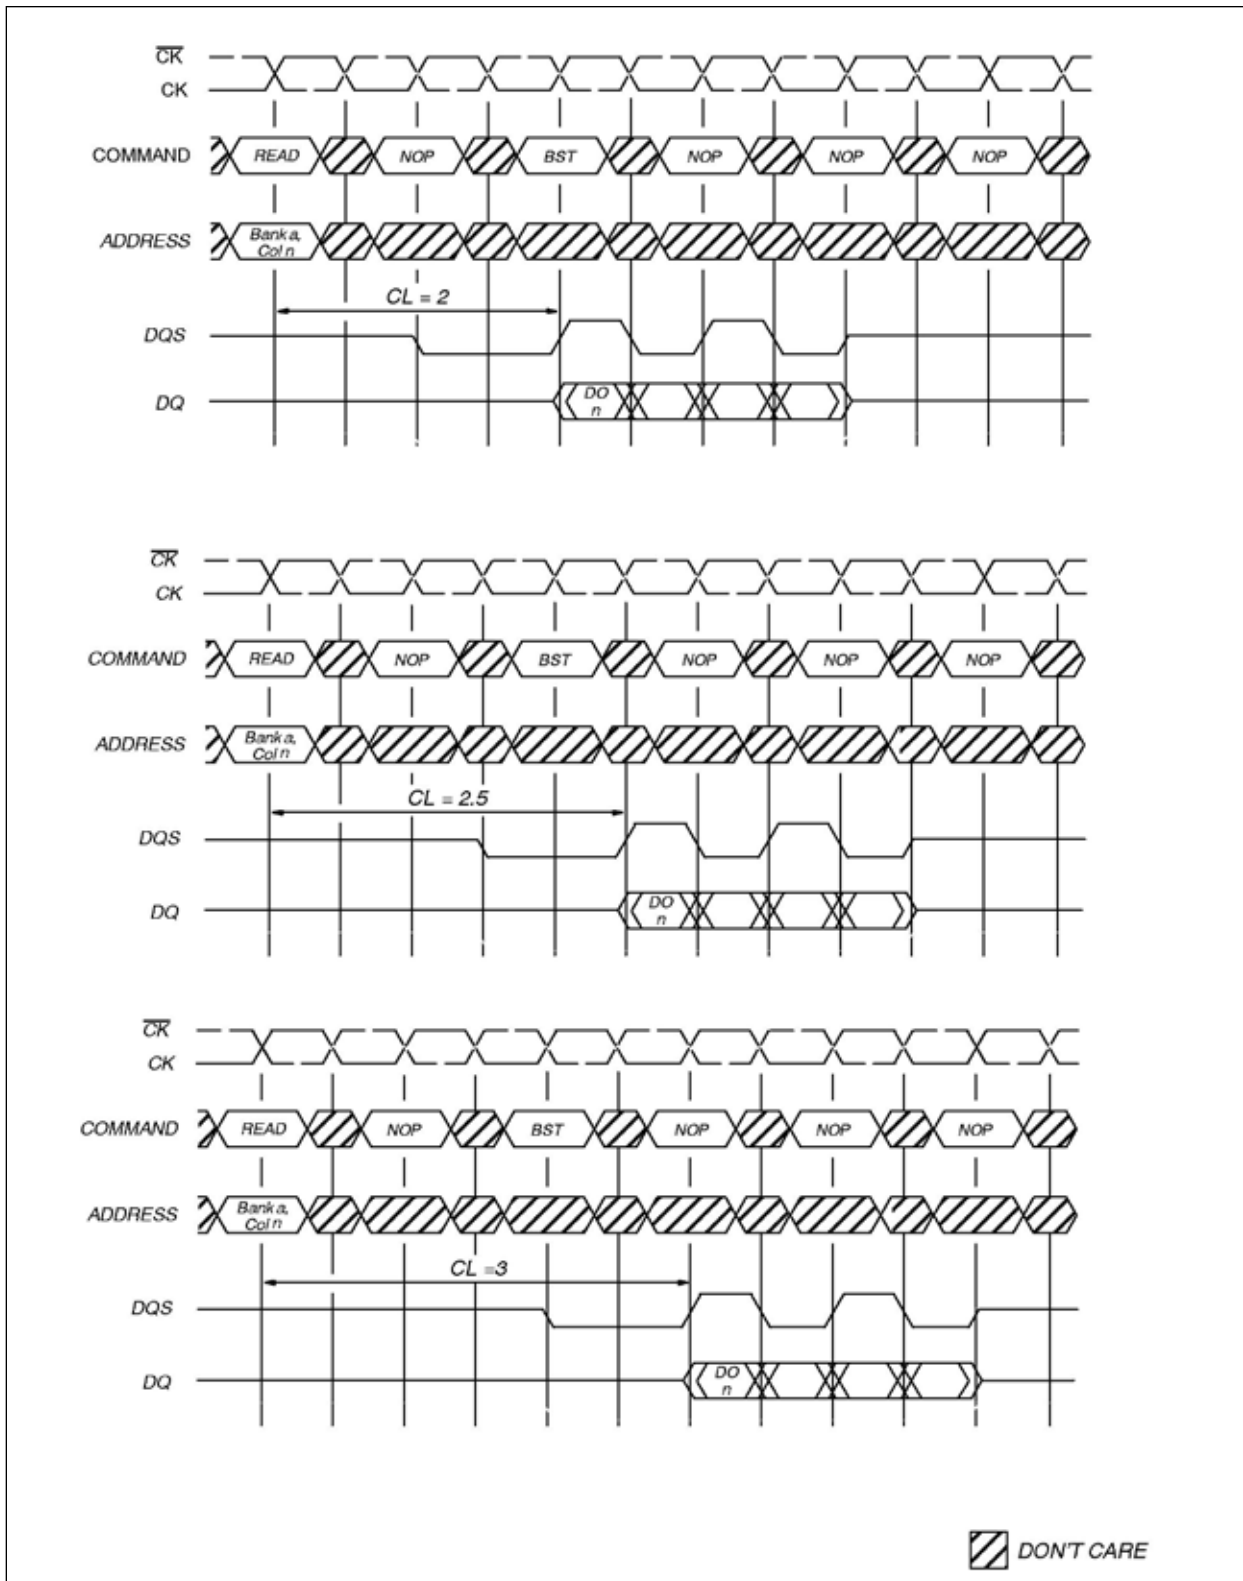 CK
CK
COMMAND READ NOP BST NOP NOP NOP
ADDRESS Bank a,
Col n
CL = 2
DQS
DQ DO
n
CK
CK
COMMAND READ NOP BST NOP NOP NOP
ADDRESS Bank a,
Col n
CL = 2.5
DQS
DQ DO
n
CK
CK
COMMAND READ NOP BST NOP NOP NOP
ADDRESS Bank a,
Col n
CL =3
DQS
DQ DO
n
DON'T CARE